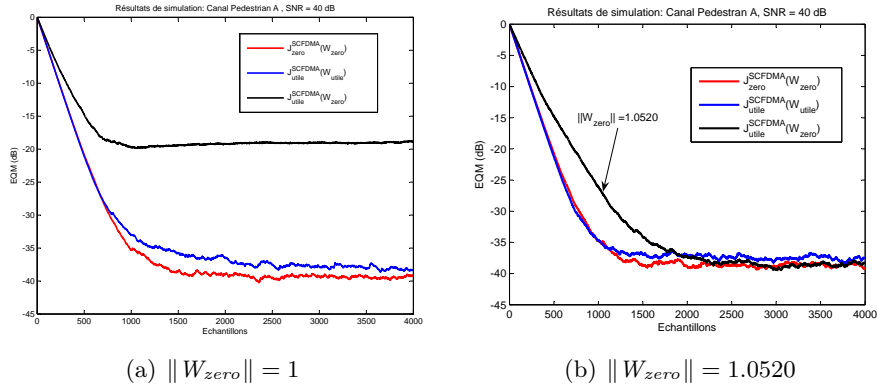 Résultats de simulation: Canal Pedestrian A , SNR = 40 dB
EQM (dB)
0
-5
-10
-15
-20
-25
-30
-35
-40
-45
J_zero^SCFDMA(W_zero)
J_utile^SCFDMA(W_utile)
J_utile^SCFDMA(W_zero)
0 500 1000 1500 2000 2500 3000 3500 4000
Echantillons
(a) ‖ W_zero‖ = 1
Résultats de simulation: Canal Pedestran A, SNR = 40 dB
EQM (dB)
0
-5
-10
-15
-20
-25
-30
-35
-40
-45
J_zero^SCFDMA(W_zero)
J_utile^SCFDMA(W_utile)
J_utile^SCFDMA(W_zero)
||W_zero|| =1.0520
0 500 1000 1500 2000 2500 3000 3500 4000
Echantillons
(b) ‖ W_zero‖ = 1.0520